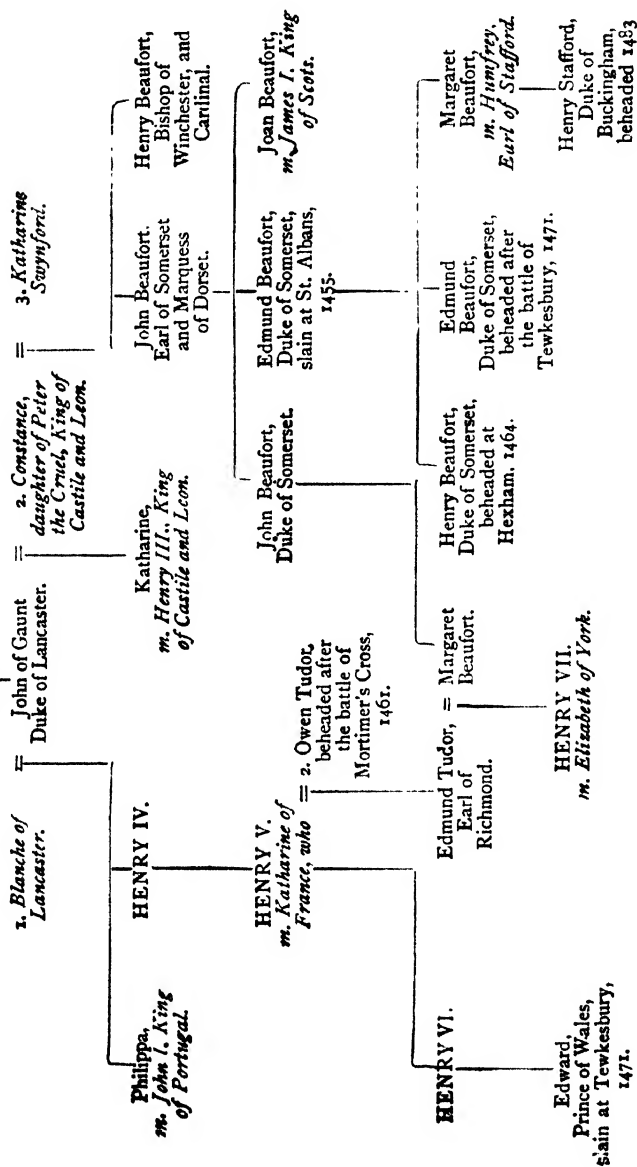 1. Blanche of
Lancaster.
=
John of Gaunt
Duke of Lancaster.
=
2. Constance,
daughter of Peter
the Cruel, King of
Castile and Leon.
=
3. Katharine
Swynford.
Philippa,
m. John I. King
of Portugal.
HENRY IV.
Katharine,
m. Henry III., King
of Castile and Leon.
John Beaufort.
Earl of Somerset
and Marquess
of Dorset.
Henry Beaufort,
Bishop of
Winchester, and
Cardinal.
HENRY V.
m. Katharine of
France, who
=
2. Owen Tudor,
beheaded after
the battle of
Mortimer's Cross,
1461.
John Beaufort,
Duke of Somerset.
Edmund Beaufort,
Duke of Somerset,
slain at St. Albans,
1455.
Joan Beaufort,
m. James I. King
of Scots.
HENRY VI.
Edmund Tudor,
Earl of
Richmond.
=
Margaret
Beaufort.
Henry Beaufort,
Duke of Somerset,
beheaded at
Hexham. 1464.
Edmund
Beaufort,
Duke of Somerset,
beheaded after
the battle of
Tewkesbury, 1471.
Margaret
Beaufort,
m. Humfrey,
Earl of Stafford.
Edward,
Prince of Wales,
slain at Tewkesbury,
1471.
HENRY VII.
m. Elizabeth of York.
Henry Stafford,
Duke of
Buckingham,
beheaded 1483